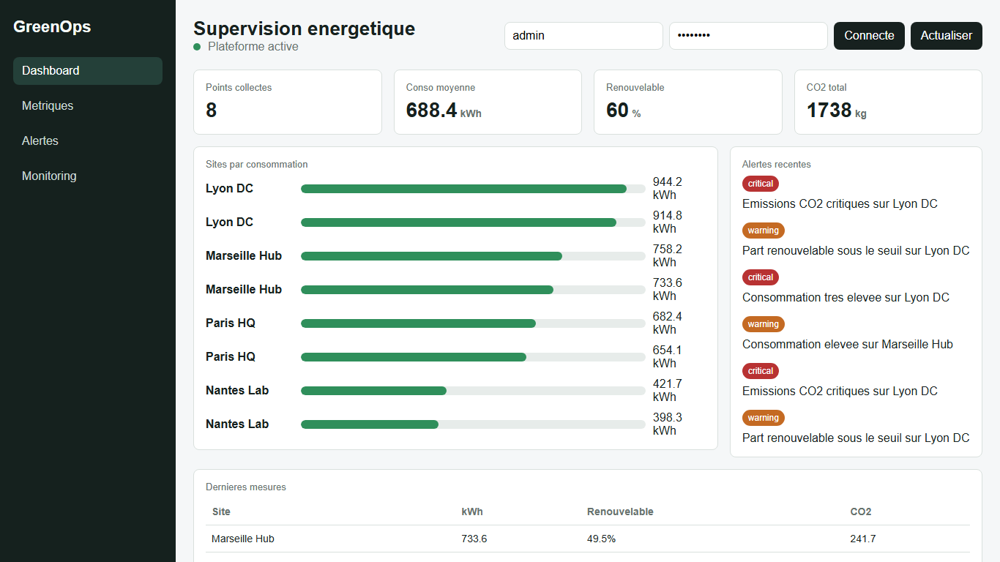 GreenOps
Dashboard
Metriques
Alertes
Monitoring
Supervision energetique
Plateforme active
admin
••••••••
Connecte
Actualiser
Points collectes
8
Conso moyenne
688.4 kWh
Renouvelable
60 %
CO2 total
1738 kg
Sites par consommation
Lyon DC
944.2
kWh
Lyon DC
914.8
kWh
Marseille Hub
758.2
kWh
Marseille Hub
733.6
kWh
Paris HQ
682.4
kWh
Paris HQ
654.1
kWh
Nantes Lab
421.7
kWh
Nantes Lab
398.3
kWh
Alertes recentes
critical
Emissions CO2 critiques sur Lyon DC
warning
Part renouvelable sous le seuil sur Lyon DC
critical
Consommation tres elevee sur Lyon DC
warning
Consommation elevee sur Marseille Hub
critical
Emissions CO2 critiques sur Lyon DC
warning
Part renouvelable sous le seuil sur Lyon DC
Dernieres mesures
Site kWh Renouvelable CO2
Marseille Hub 733.6 49.5% 241.7